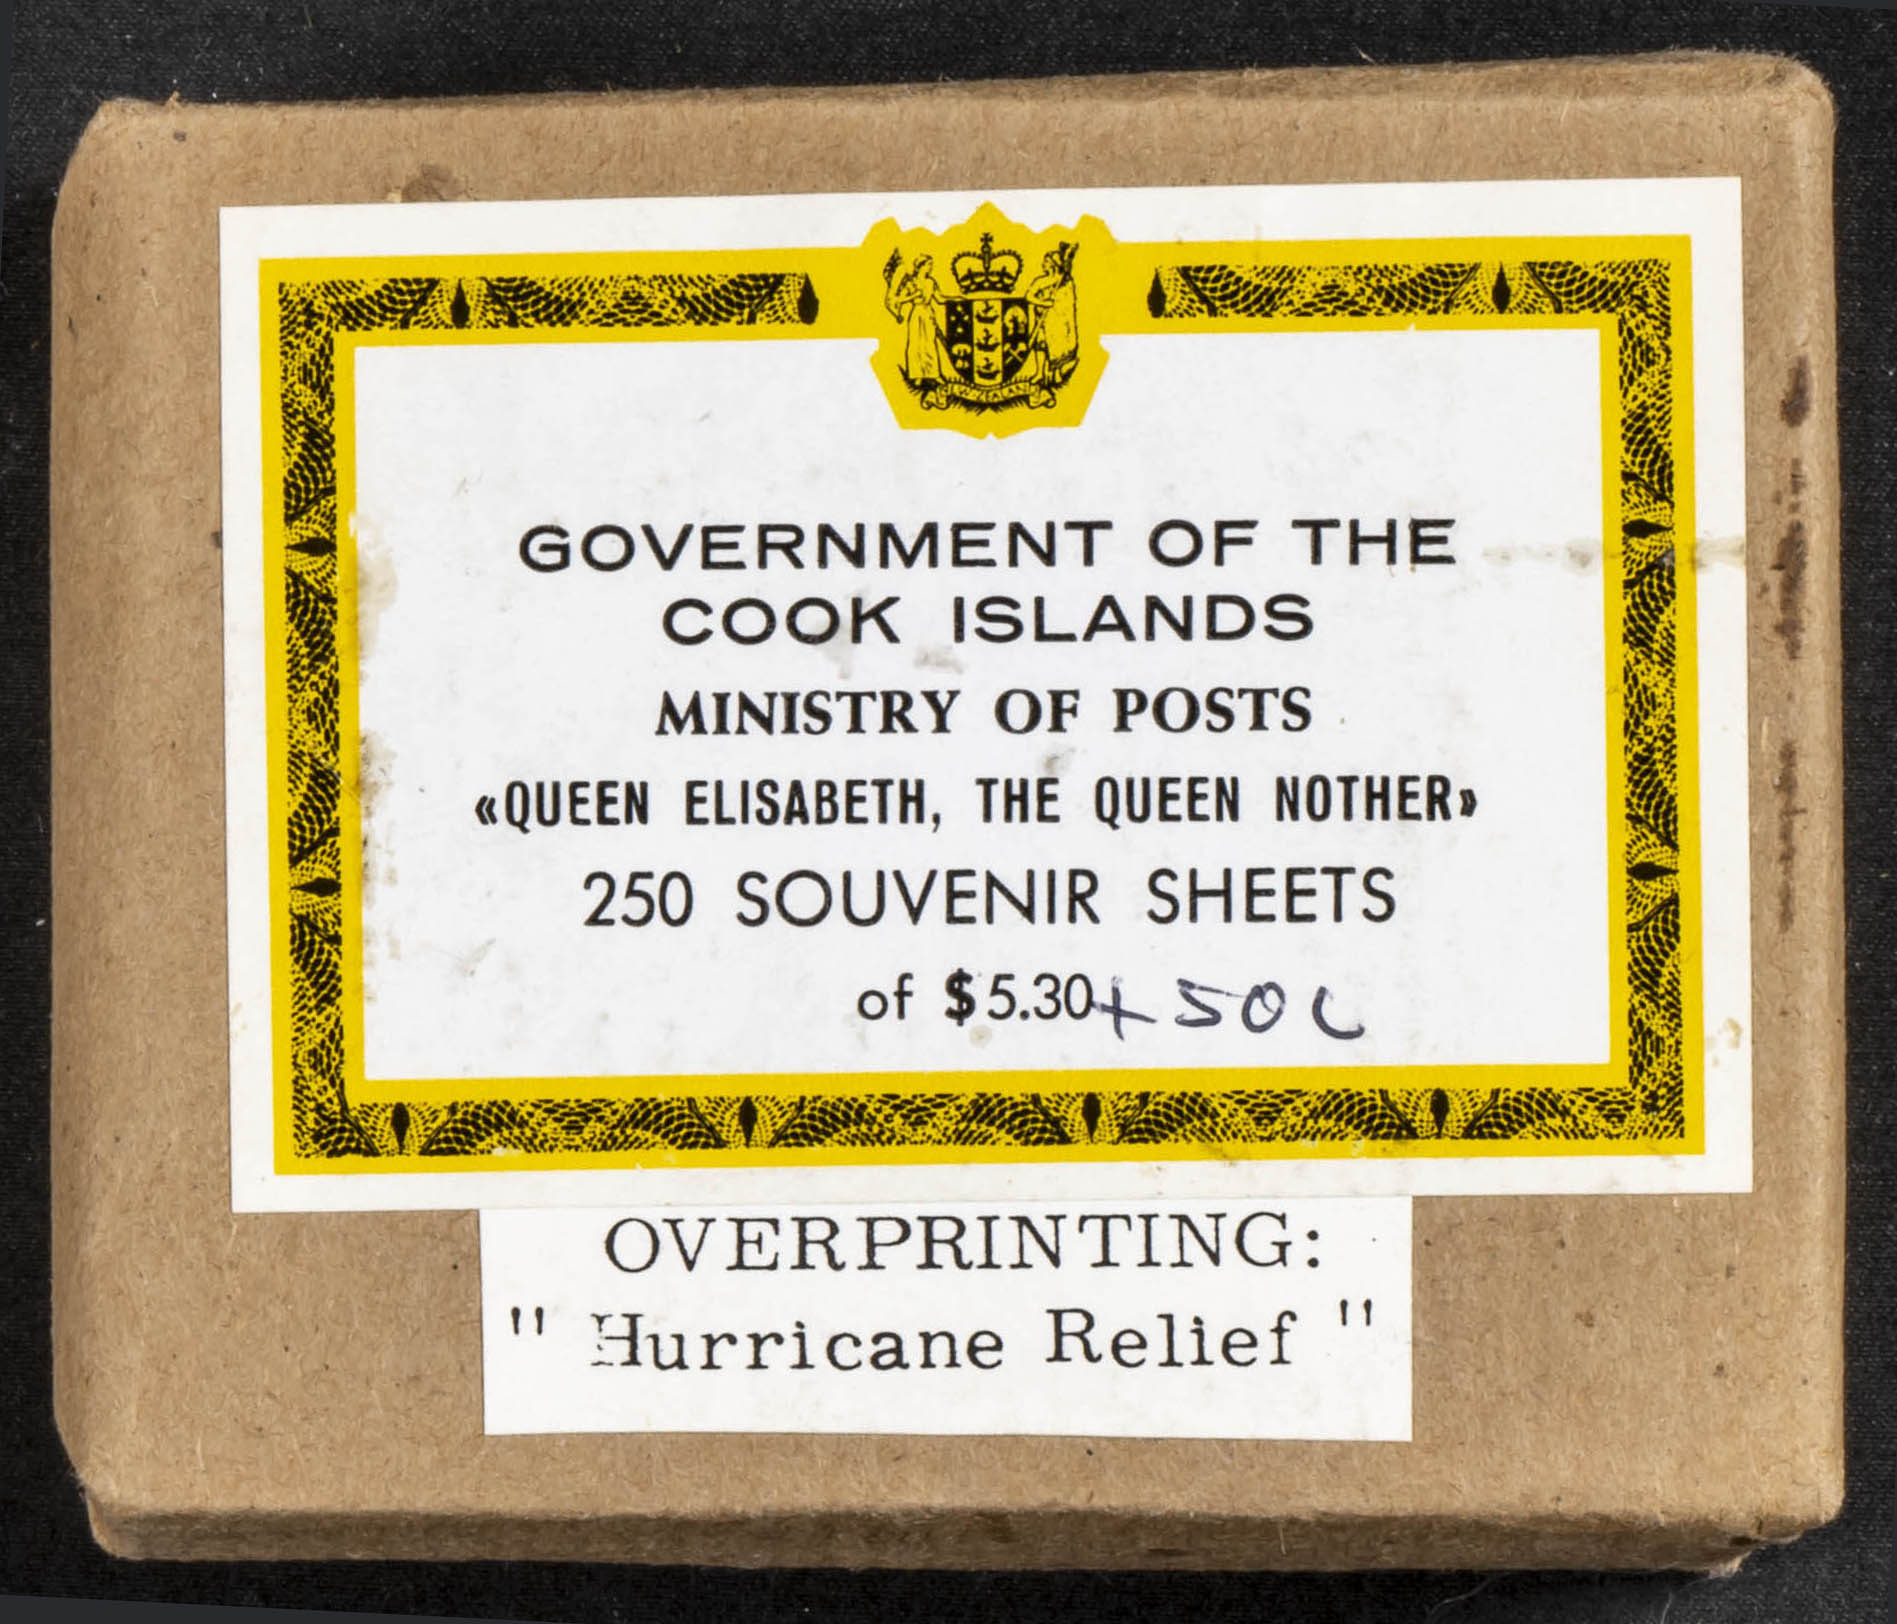 GOVERNMENT OF THE
COOK ISLANDS
MINISTRY OF POSTS
«QUEEN ELISABETH, THE QUEEN NOTHER»
250 SOUVENIR SHEETS
of $5.30+50c
OVERPRINTING:
" Hurricane Relief "